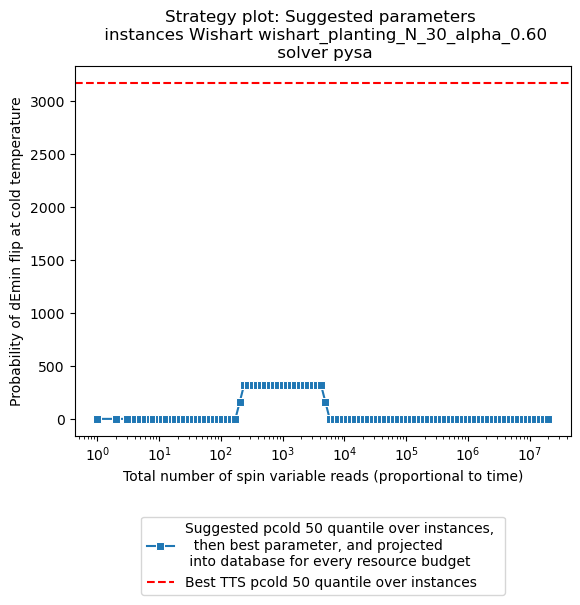 Strategy plot: Suggested parameters
instances Wishart wishart_planting_N_30_alpha_0.60
solver pysa
Probability of dEmin flip at cold temperature
3000
2500
2000
1500
1000
500
0
10^0 10^1 10^2 10^3 10^4 10^5 10^6 10^7
Total number of spin variable reads (proportional to time)
Suggested pcold 50 quantile over instances,
then best parameter, and projected
into database for every resource budget
Best TTS pcold 50 quantile over instances